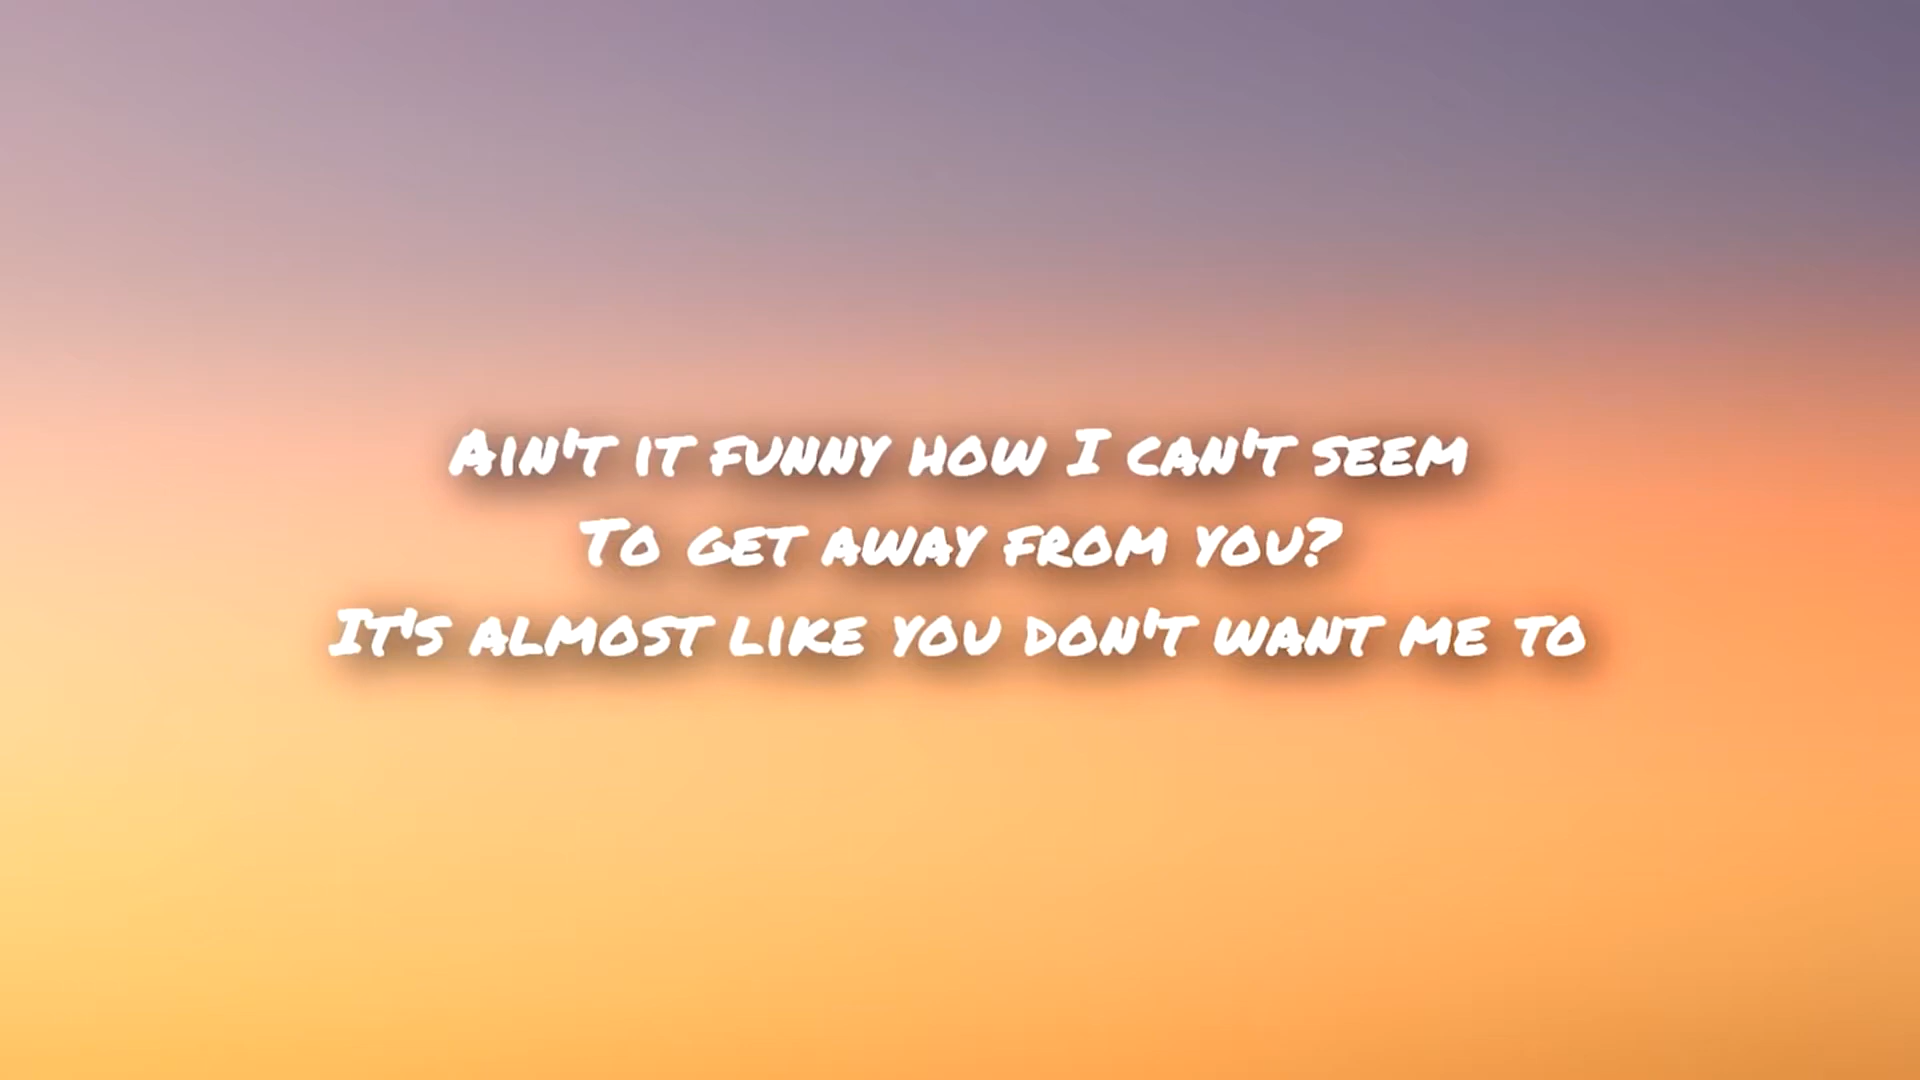 Ain't it funny how I can't seem
To get away from you?
It's almost like you don't want me to